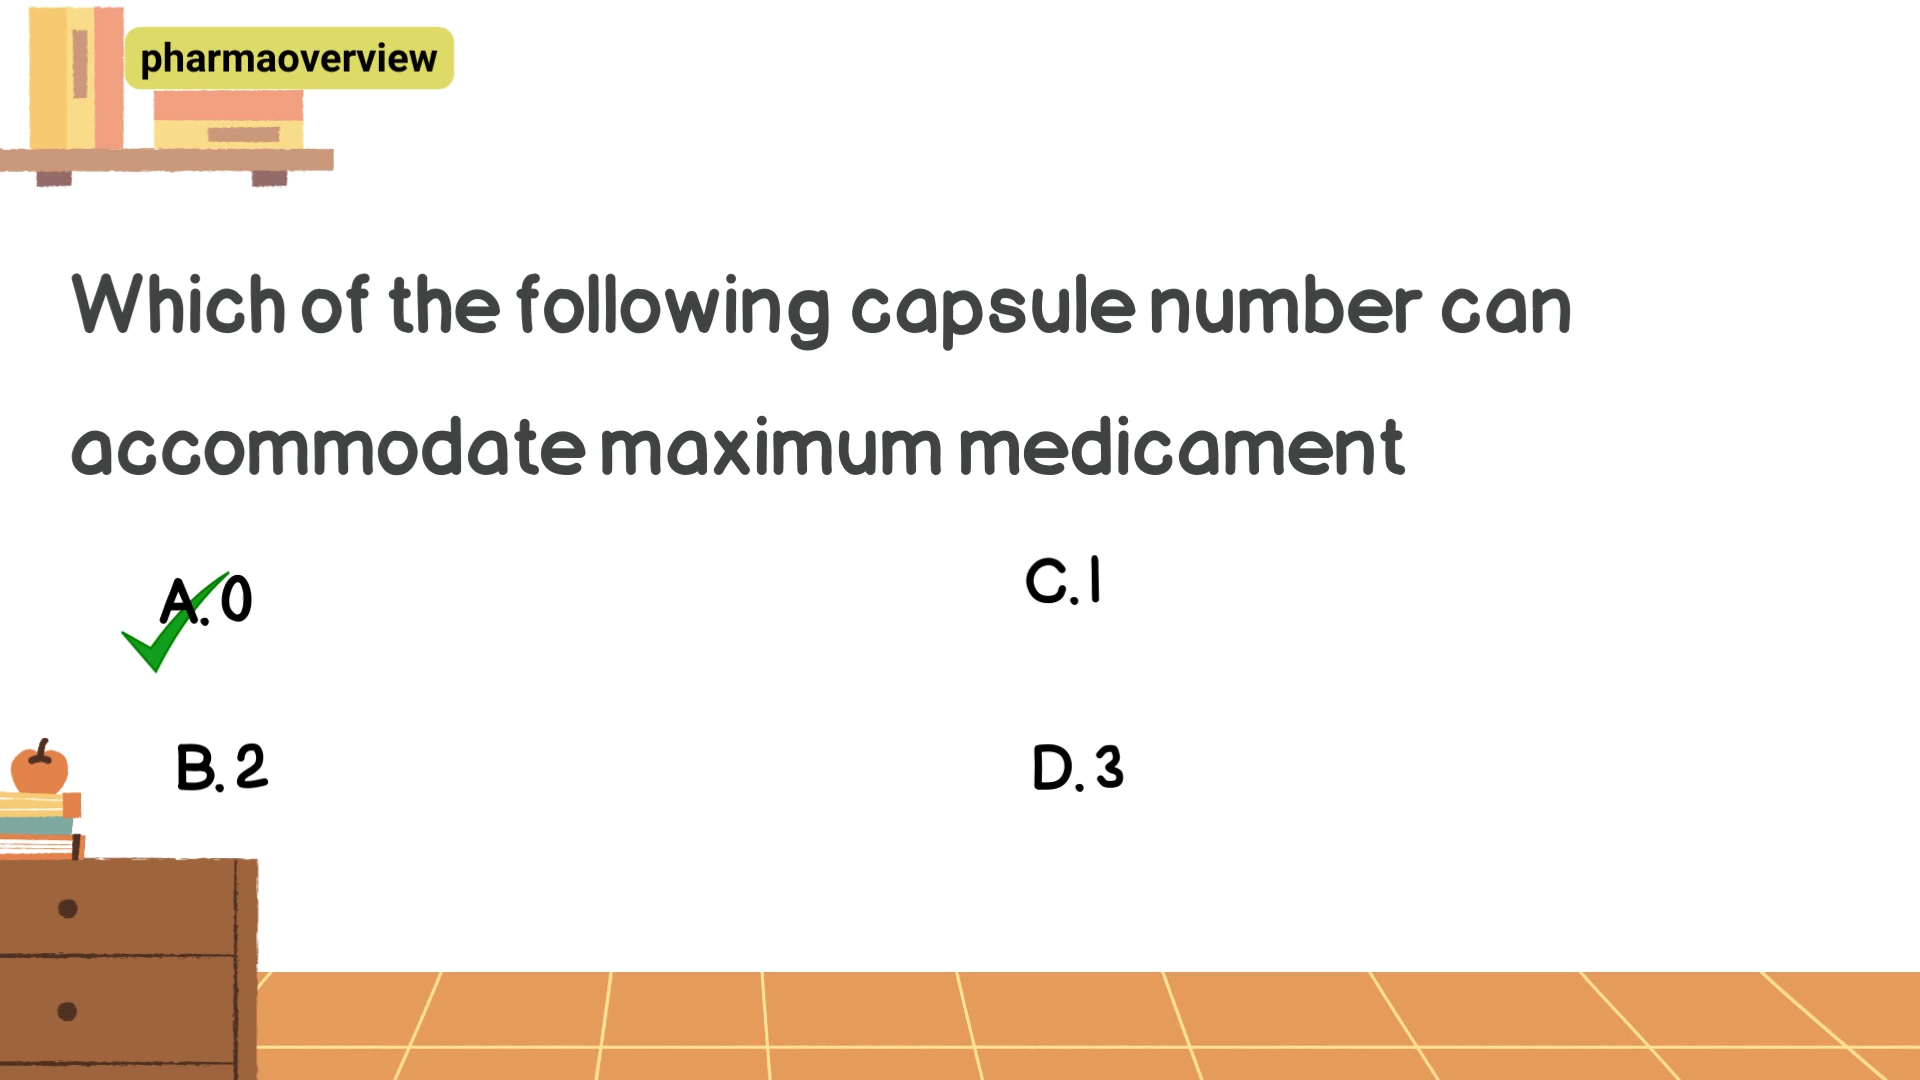 pharmaoverview
Which of the following capsule number can
accommodate maximum medicament
A. 0
C. 1
B. 2
D. 3